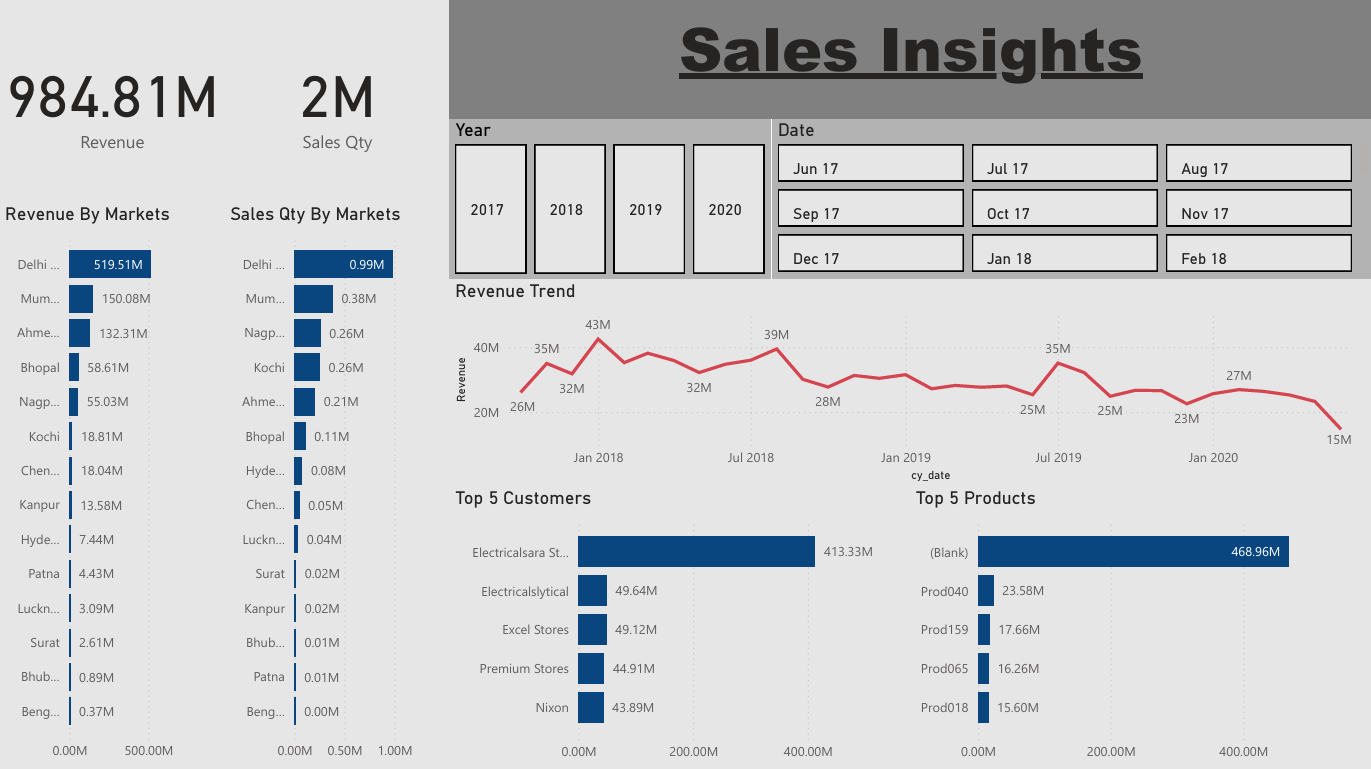 Sales Insights
984.81M
Revenue
2M
Sales Qty
Year
2017
2018
2019
2020
Date
Jun 17
Jul 17
Aug 17
Sep 17
Oct 17
Nov 17
Dec 17
Jan 18
Feb 18
Revenue By Markets
Delhi ... 519.51M
Mum... 150.08M
Ahme... 132.31M
Bhopal 58.61M
Nagp... 55.03M
Kochi 18.81M
Chen... 18.04M
Kanpur 13.58M
Hyde... 7.44M
Patna 4.43M
Luckn... 3.09M
Surat 2.61M
Bhub... 0.89M
Beng... 0.37M
0.00M 500.00M
Sales Qty By Markets
Delhi ... 0.99M
Mum... 0.38M
Nagp... 0.26M
Kochi 0.26M
Ahme... 0.21M
Bhopal 0.11M
Hyde... 0.08M
Chen... 0.05M
Luckn... 0.04M
Surat 0.02M
Kanpur 0.02M
Bhub... 0.01M
Patna 0.01M
Beng... 0.00M
0.00M 0.50M 1.00M
Revenue Trend
Revenue
40M
20M
26M
35M
32M
43M
32M
39M
28M
25M
35M
25M
23M
27M
15M
Jan 2018 Jul 2018 Jan 2019 Jul 2019 Jan 2020
cy_date
Top 5 Customers
Electricalsara St... 413.33M
Electricalslytical 49.64M
Excel Stores 49.12M
Premium Stores 44.91M
Nixon 43.89M
0.00M 200.00M 400.00M
Top 5 Products
(Blank) 468.96M
Prod040 23.58M
Prod159 17.66M
Prod065 16.26M
Prod018 15.60M
0.00M 200.00M 400.00M